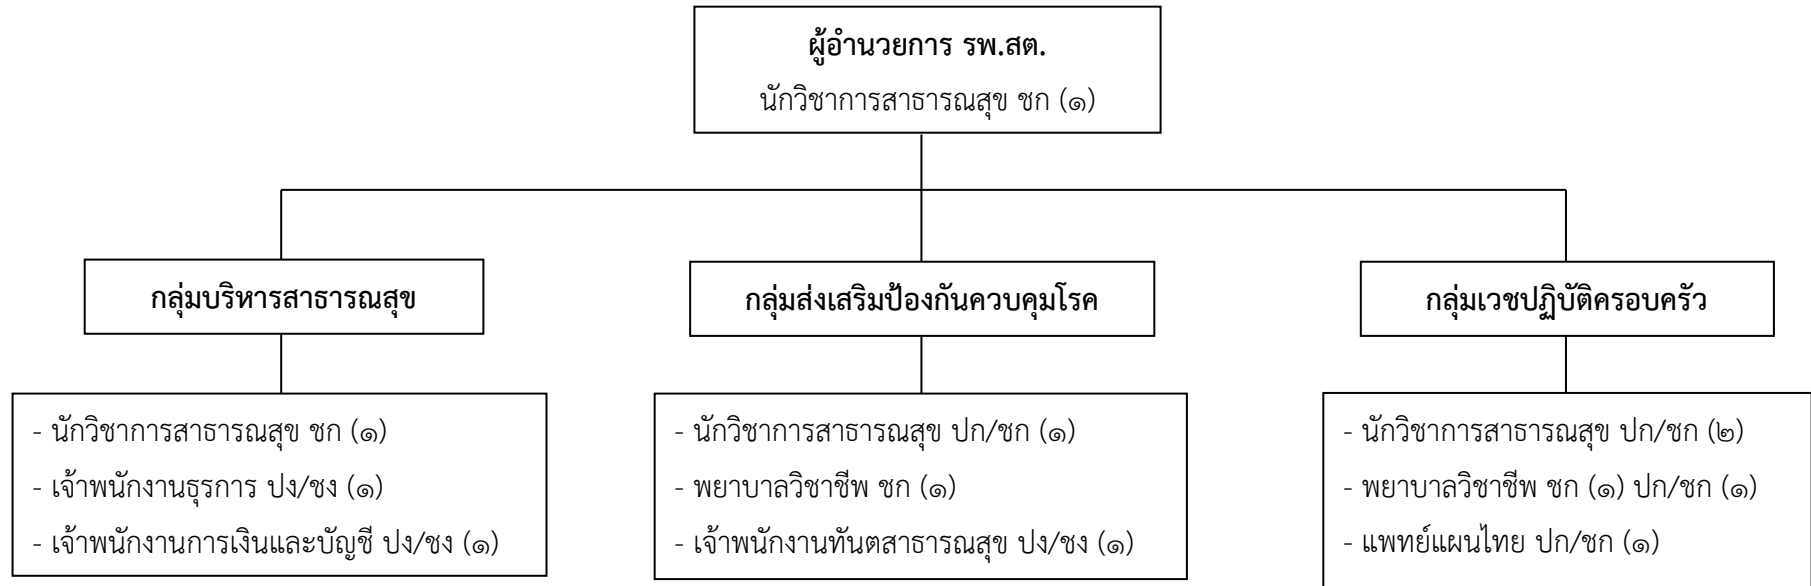 ผู้อำนวยการ รพ.สต.
นักวิชาการสาธารณสุข ชก (๑)
กลุ่มบริหารสาธารณสุข
กลุ่มส่งเสริมป้องกันควบคุมโรค
กลุ่มเวชปฏิบัติครอบครัว
- นักวิชาการสาธารณสุข ชก (๑)
- เจ้าพนักงานธุรการ ปง/ชง (๑)
- เจ้าพนักงานการเงินและบัญชี ปง/ชง (๑)
- นักวิชาการสาธารณสุข ปก/ชก (๑)
- พยาบาลวิชาชีพ ชก (๑)
- เจ้าพนักงานทันตสาธารณสุข ปง/ชง (๑)
- นักวิชาการสาธารณสุข ปก/ชก (๒)
- พยาบาลวิชาชีพ ชก (๑) ปก/ชก (๑)
- แพทย์แผนไทย ปก/ชก (๑)